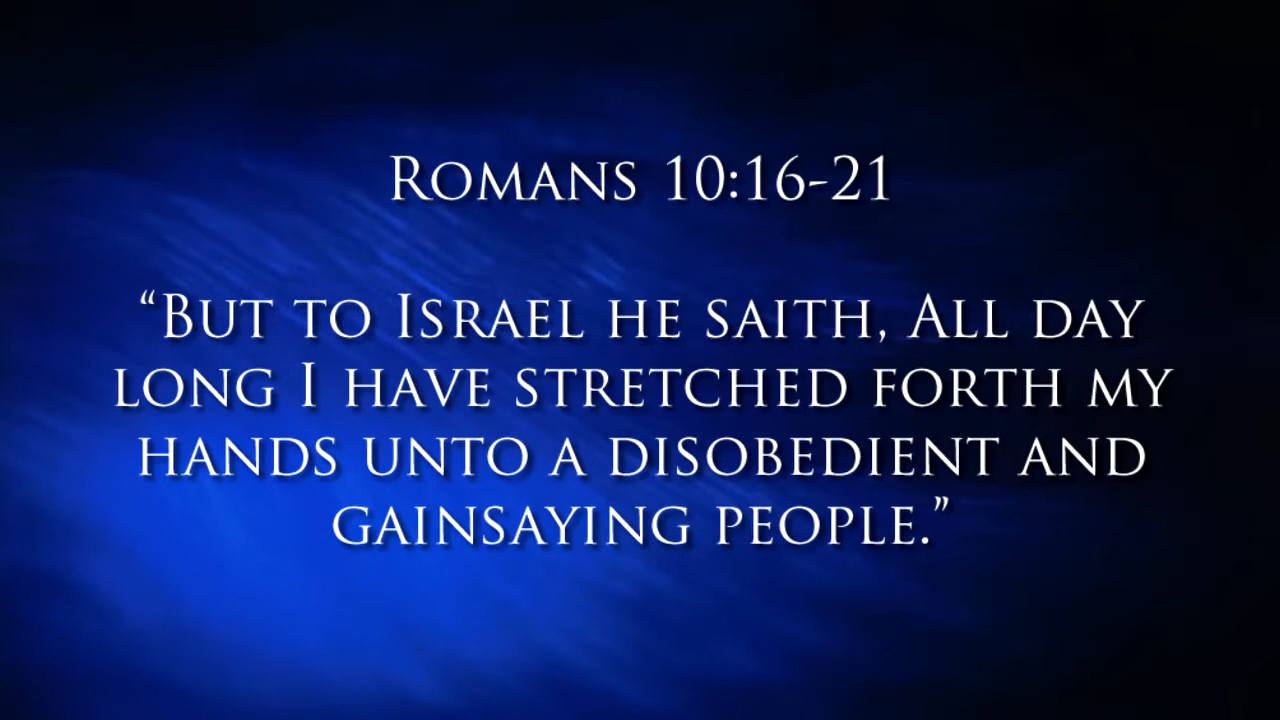 Romans 10:16-21
“But to Israel he saith, All day
long I have stretched forth my
hands unto a disobedient and
gainsaying people.”